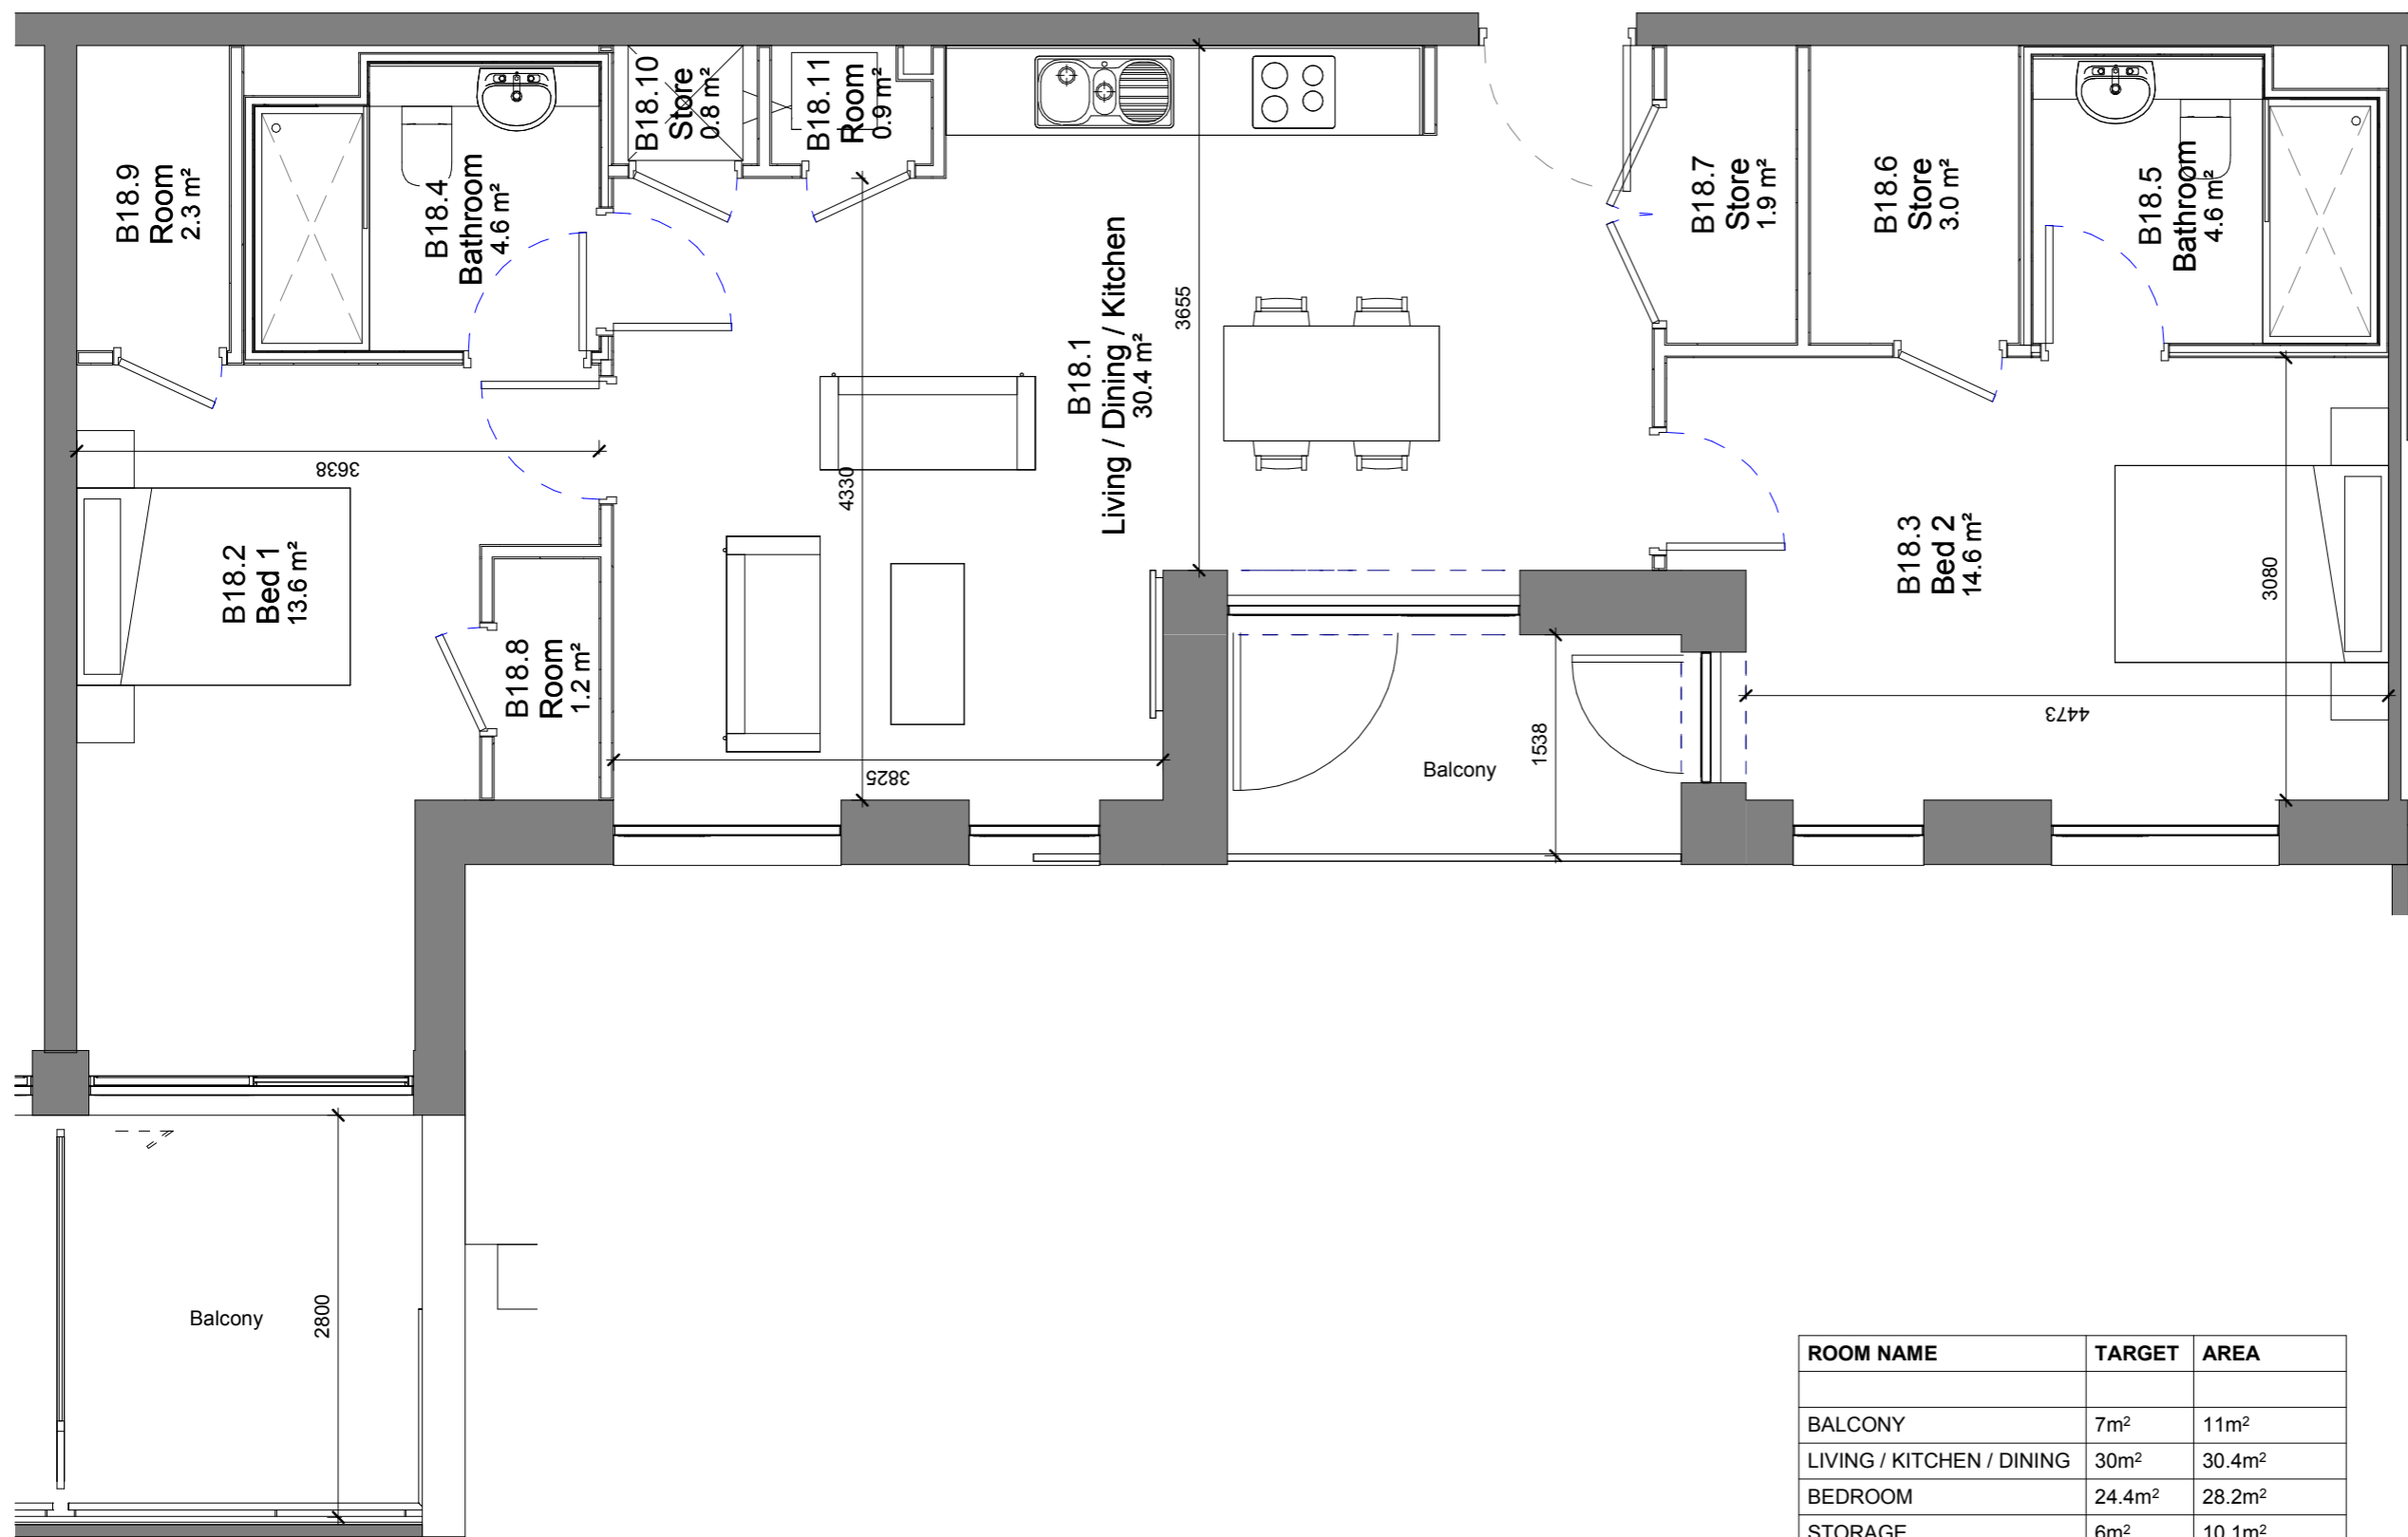 B18.9
Room
2.3 m²
B18.4
Bathroom
4.6 m²
B18.10
Store
0.8 m²
B18.11
Room
0.9 m²
B18.7
Store
1.9 m²
B18.6
Store
3.0 m²
B18.5
Bathroom
4.6 m²
B18.1
Living / Dining / Kitchen
30.4 m²
3655
3638
4330
B18.2
Bed 1
13.6 m²
B18.8
Room
1.2 m²
B18.3
Bed 2
14.6 m²
3080
4473
3825
Balcony
1538
Balcony
2800
ROOM NAME TARGET AREA
BALCONY 7m² 11m²
LIVING / KITCHEN / DINING 30m² 30.4m²
BEDROOM 24.4m² 28.2m²
STORAGE 6m² 10.1m²